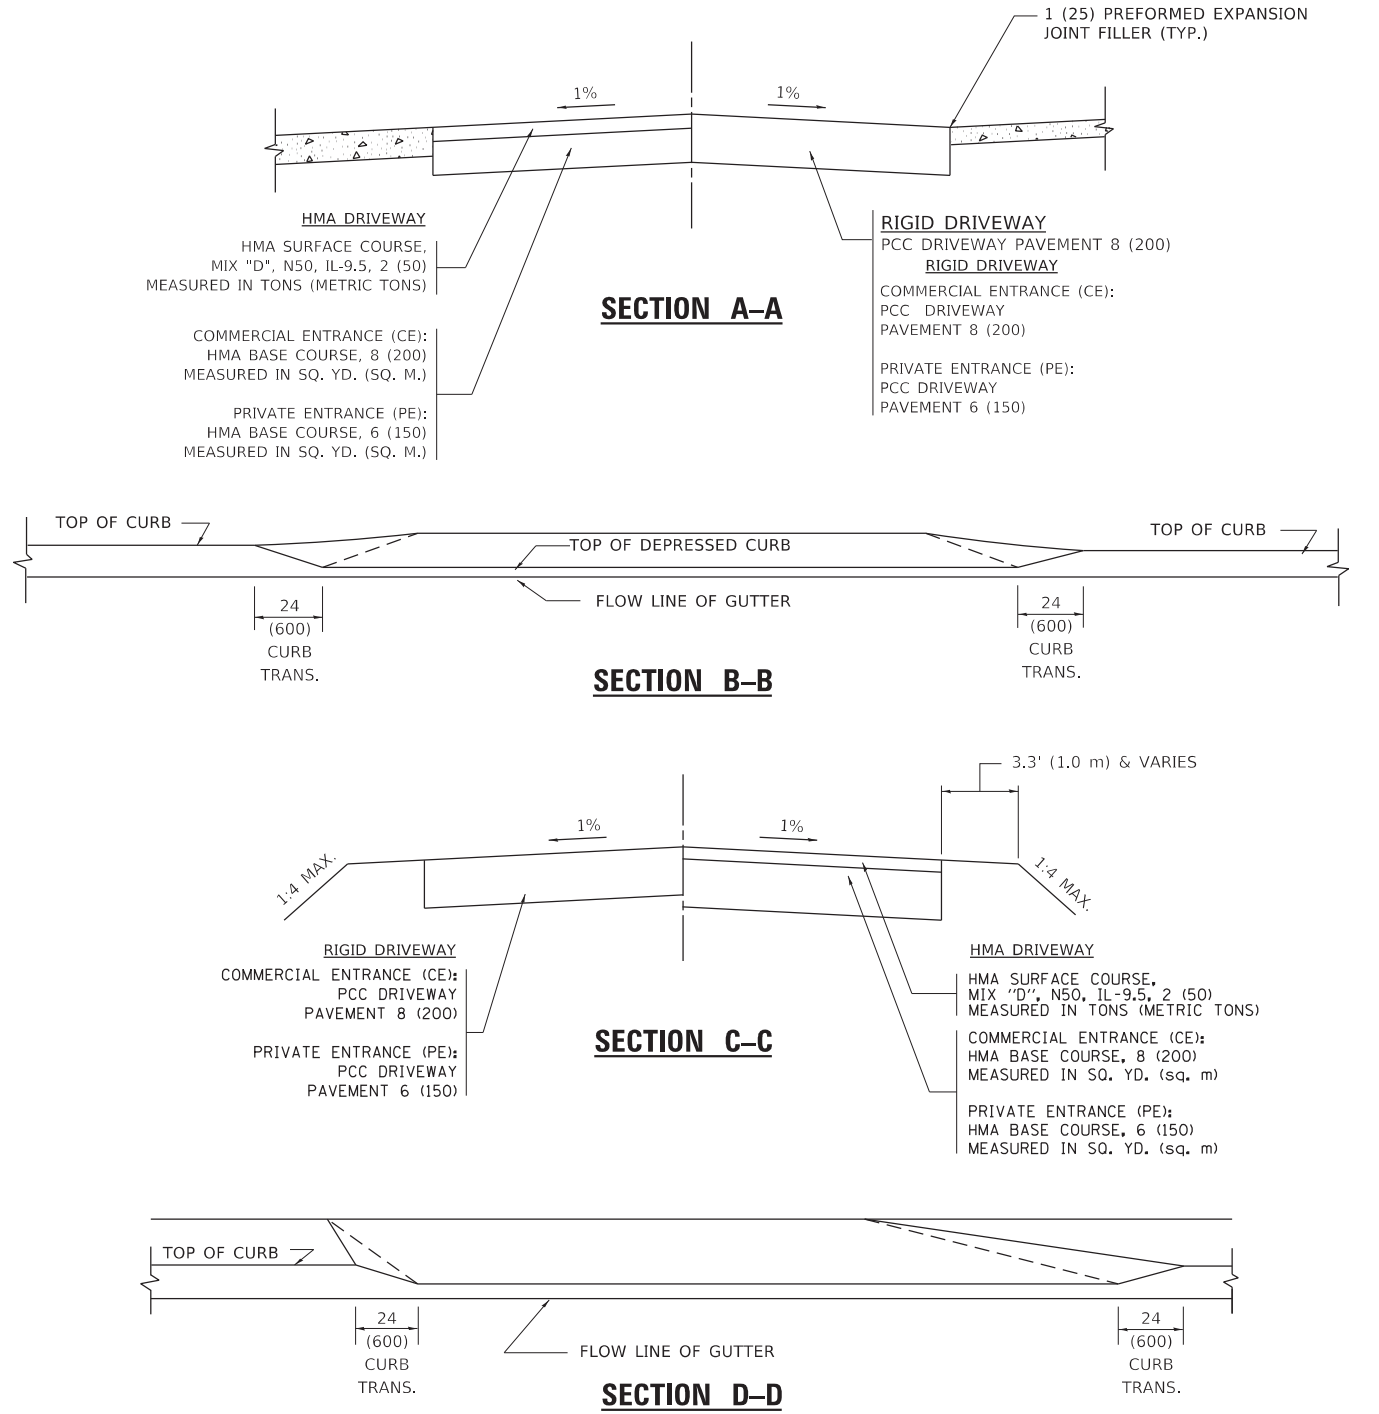 1 (25) PREFORMED EXPANSION
JOINT FILLER (TYP.)
1%
1%
HMA DRIVEWAY
HMA SURFACE COURSE,
MIX "D", N50, IL-9.5, 2 (50)
MEASURED IN TONS (METRIC TONS)
COMMERCIAL ENTRANCE (CE):
HMA BASE COURSE, 8 (200)
MEASURED IN SQ. YD. (SQ. M.)
PRIVATE ENTRANCE (PE):
HMA BASE COURSE, 6 (150)
MEASURED IN SQ. YD. (SQ. M.)
RIGID DRIVEWAY
PCC DRIVEWAY PAVEMENT 8 (200)
RIGID DRIVEWAY
COMMERCIAL ENTRANCE (CE):
PCC DRIVEWAY
PAVEMENT 8 (200)
PRIVATE ENTRANCE (PE):
PCC DRIVEWAY
PAVEMENT 6 (150)
SECTION A–A
TOP OF CURB
TOP OF DEPRESSED CURB
TOP OF CURB
FLOW LINE OF GUTTER
24
(600)
CURB
TRANS.
24
(600)
CURB
TRANS.
SECTION B–B
3.3' (1.0 m) & VARIES
1%
1%
1:4 MAX.
1:4 MAX.
RIGID DRIVEWAY
COMMERCIAL ENTRANCE (CE):
PCC DRIVEWAY
PAVEMENT 8 (200)
PRIVATE ENTRANCE (PE):
PCC DRIVEWAY
PAVEMENT 6 (150)
HMA DRIVEWAY
HMA SURFACE COURSE,
MIX ''D'', N50, IL-9.5, 2 (50)
MEASURED IN TONS (METRIC TONS)
COMMERCIAL ENTRANCE (CE):
HMA BASE COURSE, 8 (200)
MEASURED IN SQ. YD. (sq. m)
PRIVATE ENTRANCE (PE):
HMA BASE COURSE, 6 (150)
MEASURED IN SQ. YD. (sq. m)
SECTION C–C
TOP OF CURB
24
(600)
CURB
TRANS.
FLOW LINE OF GUTTER
24
(600)
CURB
TRANS.
SECTION D–D